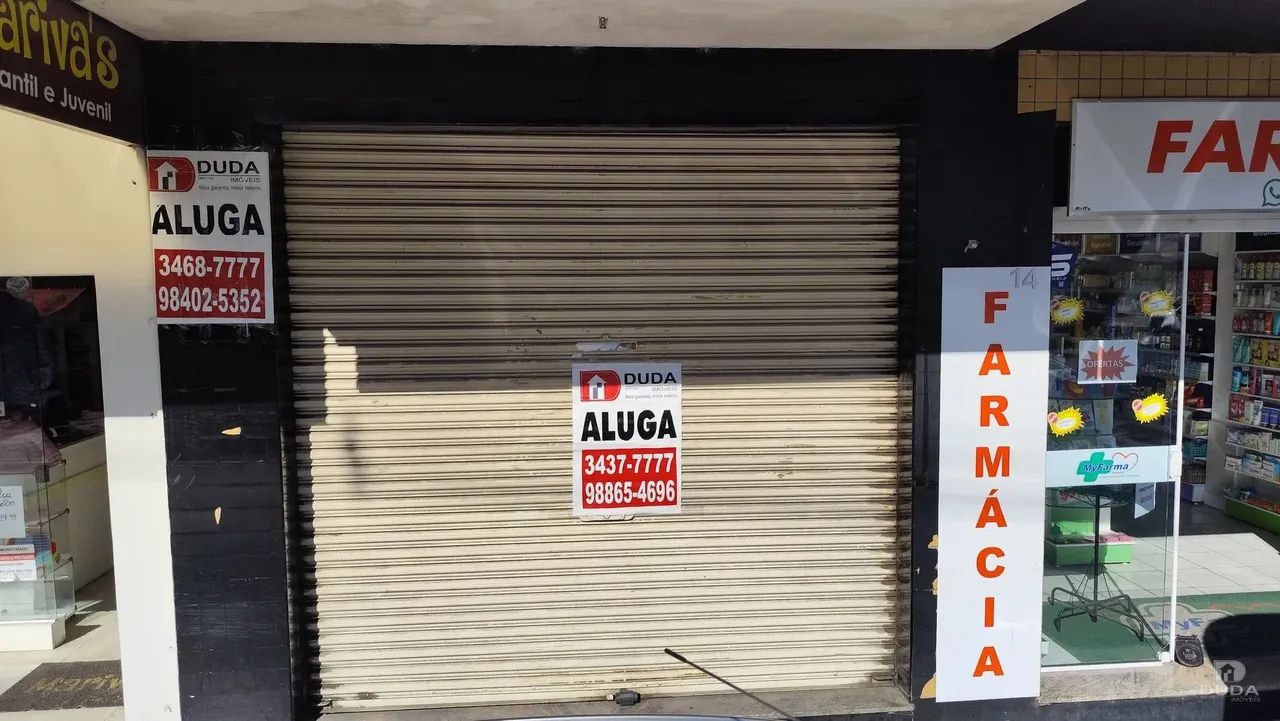 ariva's
antil e Juvenil
DUDA
IMÓVEIS
Mais garantia, maior retorno.
ALUGA
3468-7777
98402-5352
DUDA
IMÓVEIS
Mais garantia, maior retorno.
ALUGA
3437-7777
98865-4696
14
FARMÁCIA
FAR
OFERTAS
MyFarma
Mariva
DUDA
IMÓVEIS